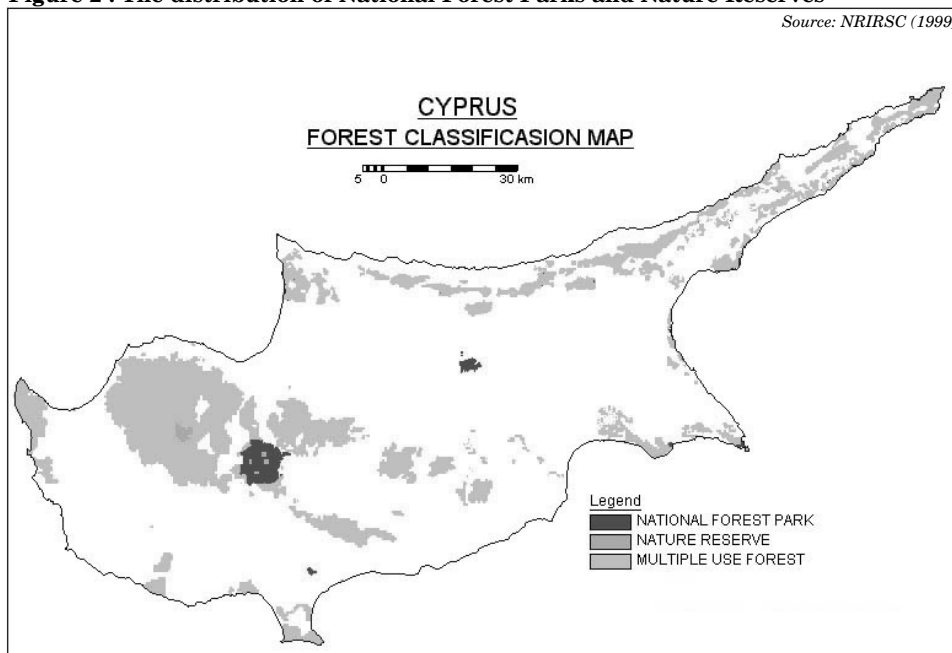 Figure 2 : The distribution of National Forest Parks and Nature Reserves
Source: NRIRSC (1999
CYPRUS
FOREST CLASSIFICASION MAP
5 0 30 km
Legend
NATIONAL FOREST PARK
NATURE RESERVE
MULTIPLE USE FOREST